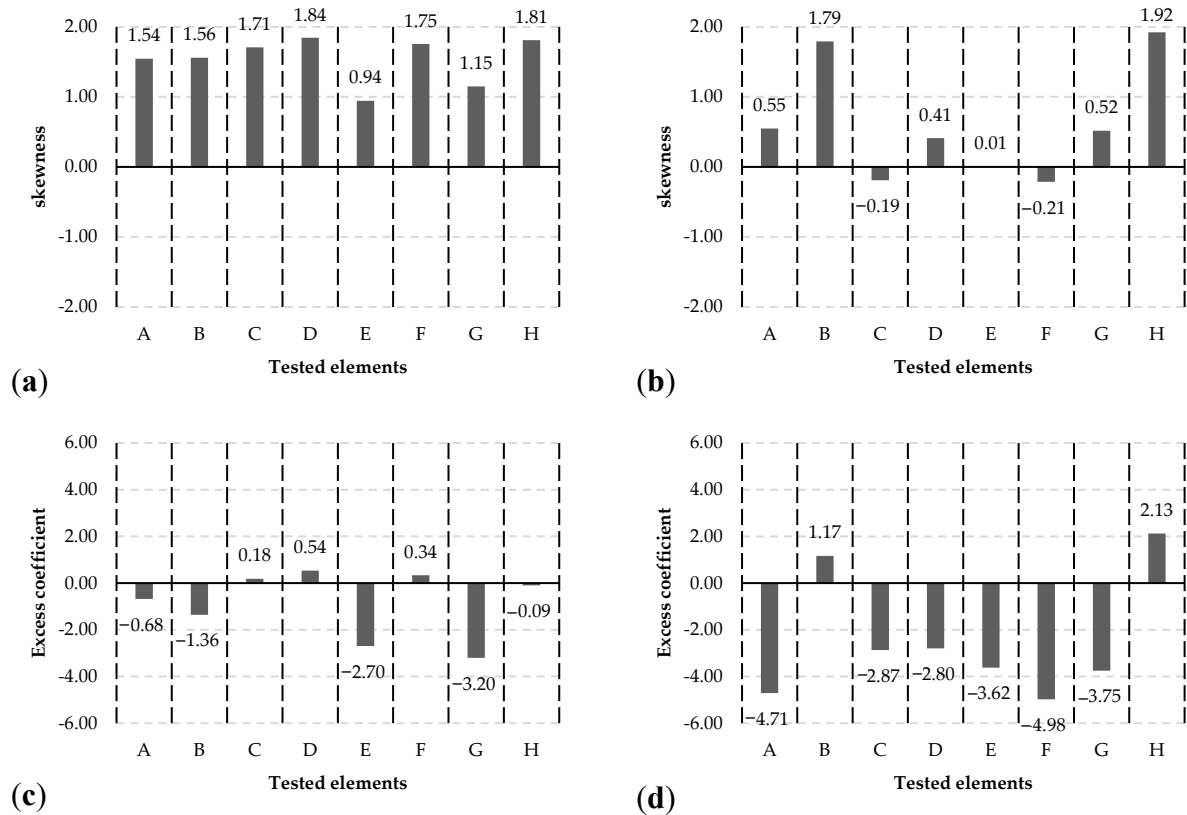 2.00
1.00
0.00
-1.00
-2.00
skewness
1.54 1.56 1.71 1.84 0.94 1.75 1.15 1.81
A B C D E F G H
Tested elements
(a)
2.00
1.00
0.00
-1.00
-2.00
skewness
0.55 1.79 −0.19 0.41 0.01 −0.21 0.52 1.92
A B C D E F G H
Tested elements
(b)
6.00
4.00
2.00
0.00
-2.00
-4.00
-6.00
Excess coefficient
−0.68 −1.36 0.18 0.54 −2.70 0.34 −3.20 −0.09
A B C D E F G H
Tested elements
(c)
6.00
4.00
2.00
0.00
-2.00
-4.00
-6.00
Excess coefficient
−4.71 1.17 −2.87 −2.80 −3.62 −4.98 −3.75 2.13
A B C D E F G H
Tested elements
(d)